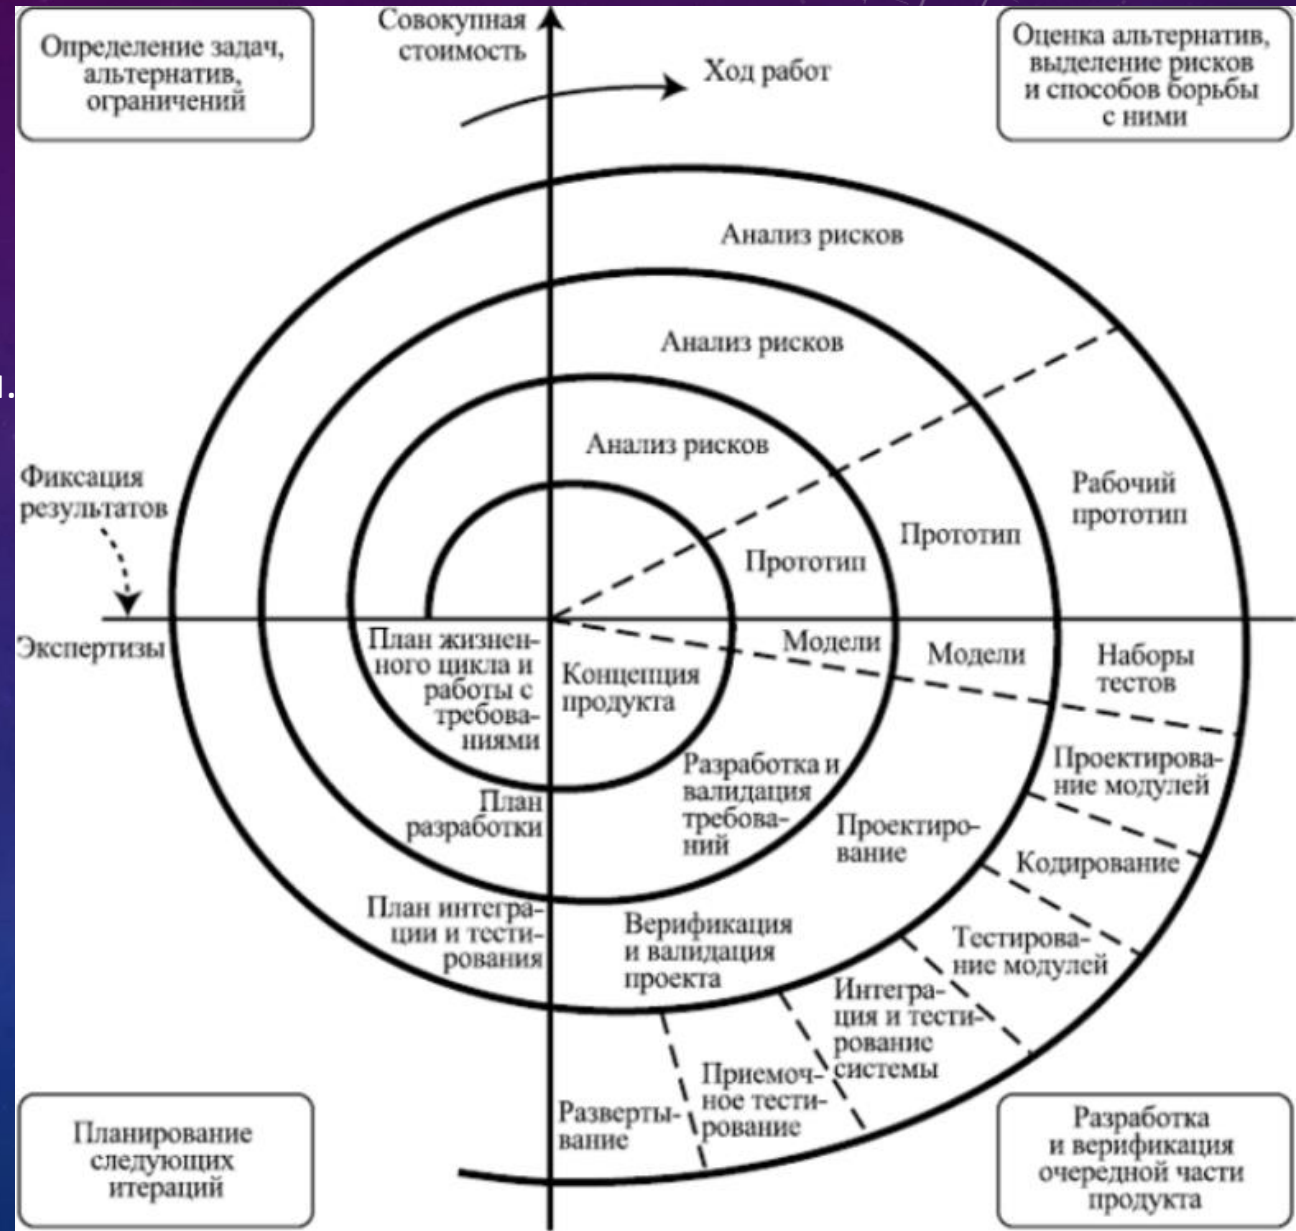 Определение задач,
альтернатив,
ограничений
Совокупная
стоимость
Ход работ
Оценка альтернатив,
выделение рисков
и способов борьбы
с ними
Анализ рисков
Анализ рисков
Анализ рисков
Фиксация
результатов
Экспертизы
Прототип
Прототип
Рабочий
прототип
План жизнен-
ного цикла и
работы с
требова-
ниями
Концепция
продукта
Модели
Модели
Наборы
тестов
План
разработки
Разработка и
валидация
требова-
ний
Проектиро-
вание
Проектирова-
ние модулей
Кодирование
Тестирова-
ние модулей
План интегра-
ции и тести-
рования
Верификация
и валидация
проекта
Интегра-
ция и тести-
рование
системы
Приемоч-
ное тести-
рование
Разверты-
вание
Планирование
следующих
итераций
Разработка
и верификация
очередной части
продукта